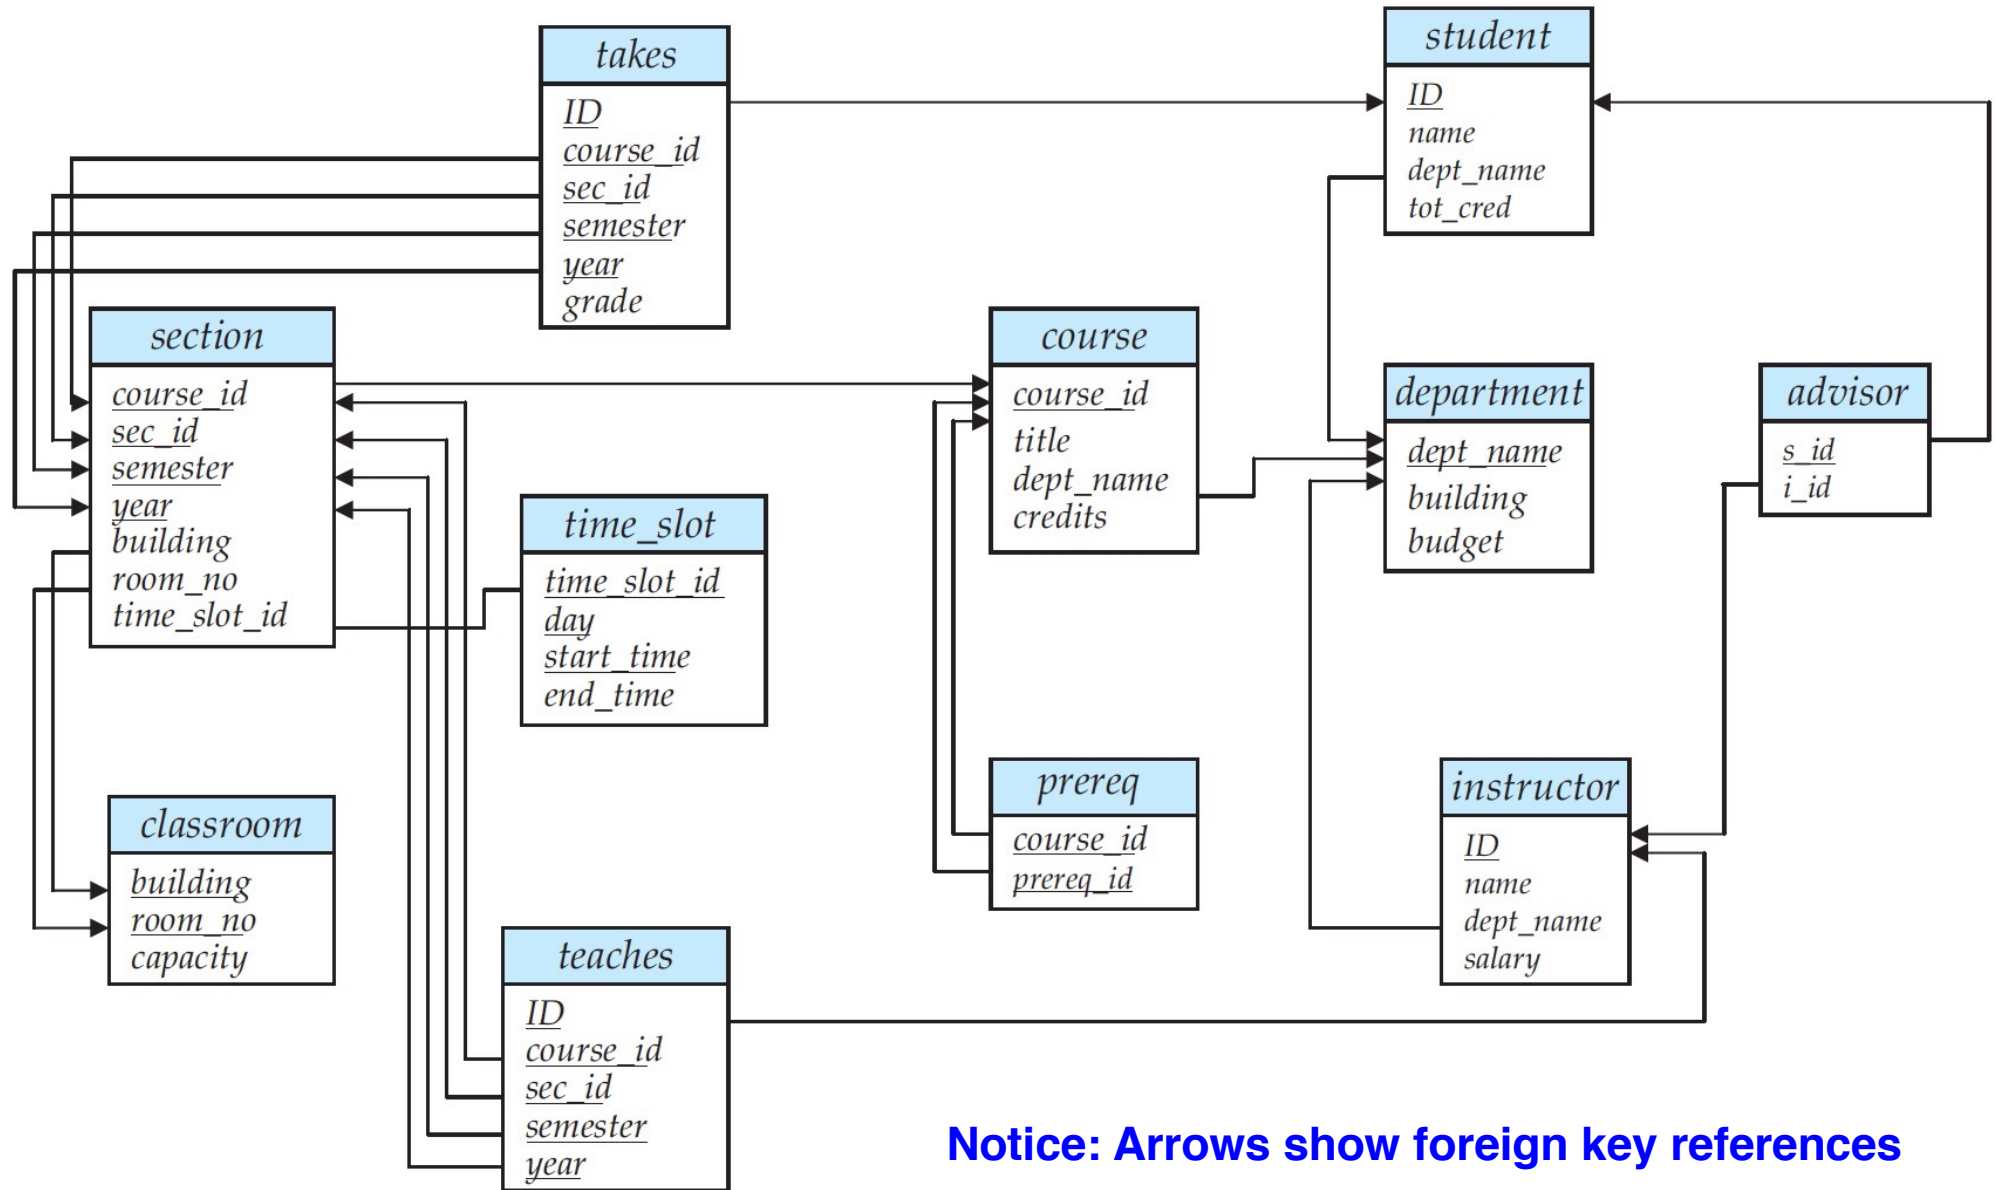 takes
ID
course_id
sec_id
semester
year
grade
student
ID
name
dept_name
tot_cred
section
course_id
sec_id
semester
year
building
room_no
time_slot_id
time_slot
time_slot_id
day
start_time
end_time
course
course_id
title
dept_name
credits
department
dept_name
building
budget
advisor
s_id
i_id
classroom
building
room_no
capacity
prereq
course_id
prereq_id
instructor
ID
name
dept_name
salary
teaches
ID
course_id
sec_id
semester
year
Notice: Arrows show foreign key references